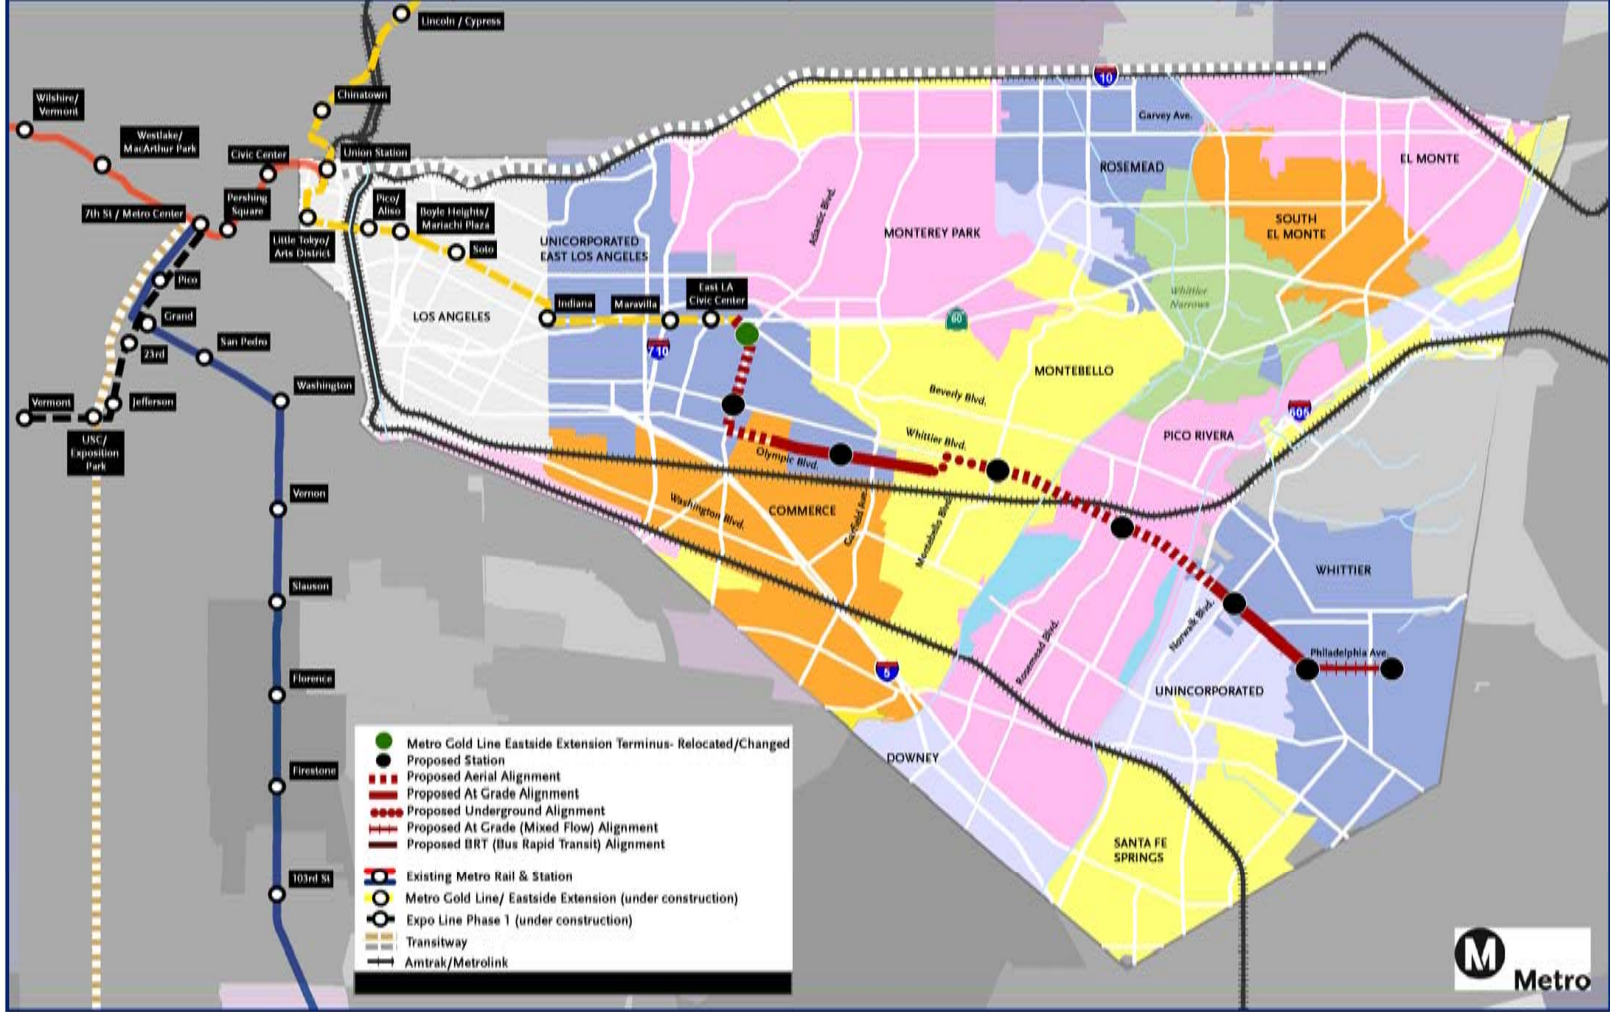 Lincoln / Cypress
Chinatown
Wilshire/
Vermont
Westlake/
MacArthur Park
Civic Center
Union Station
7th St / Metro Center
Pershing
Square
Pico/
Aliso
Boyle Heights/
Mariachi Plaza
Little Tokyo/
Arts District
Soto
Pico
Grand
23rd
San Pedro
Indiana
Maravilla
East LA
Civic Center
Vermont
Jefferson
Washington
USC/
Exposition
Park
Vernon
Slauson
Florence
Firestone
103rd St
10
Garvey Ave.
ROSEMEAD
EL MONTE
SOUTH
EL MONTE
Atlantic Blvd.
MONTEREY PARK
UNICORPORATED
EAST LOS ANGELES
Whittier
Narrows
LOS ANGELES
710
60
MONTEBELLO
Beverly Blvd.
605
Whittier Blvd.
PICO RIVERA
Olympic Blvd.
Washington Blvd.
COMMERCE
Garfield Ave.
Montebello Blvd.
WHITTIER
Norwalk Blvd.
Rosemead Blvd.
Philadelphia Ave.
5
UNINCORPORATED
DOWNEY
SANTA FE
SPRINGS
Metro Gold Line Eastside Extension Terminus- Relocated/Changed
Proposed Station
Proposed Aerial Alignment
Proposed At Grade Alignment
Proposed Underground Alignment
Proposed At Grade (Mixed Flow) Alignment
Proposed BRT (Bus Rapid Transit) Alignment
Existing Metro Rail & Station
Metro Gold Line/ Eastside Extension (under construction)
Expo Line Phase 1 (under construction)
Transitway
Amtrak/Metrolink
M
Metro